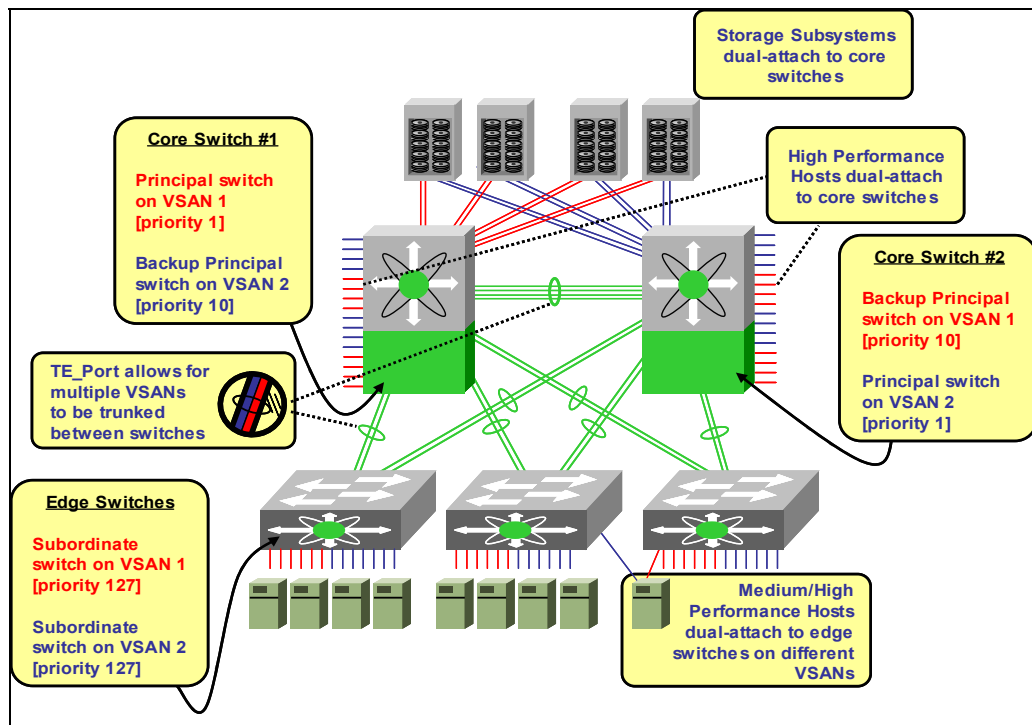 Storage Subsystems
dual-attach to core
switches
Core Switch #1
Principal switch
on VSAN 1
[priority 1]
Backup Principal
switch on VSAN 2
[priority 10]
High Performance
Hosts dual-attach
to core switches
Core Switch #2
Backup Principal
switch on VSAN 1
[priority 10]
Principal switch
on VSAN 2
[priority 1]
TE_Port allows for
multiple VSANs
to be trunked
between switches
Edge Switches
Subordinate
switch on VSAN 1
[priority 127]
Subordinate
switch on VSAN 2
[priority 127]
Medium/High
Performance Hosts
dual-attach to edge
switches on different
VSANs